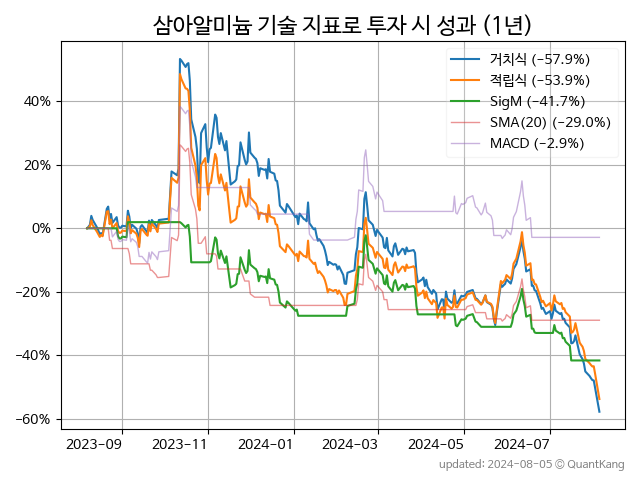 삼아알미늄 기술 지표로 투자 시 성과 (1년)
거치식 (−57.9%)
적립식 (−53.9%)
SigM (−41.7%)
SMA(20) (−29.0%)
MACD (−2.9%)
40%
20%
0%
−20%
−40%
−60%
2023-09 2023-11 2024-01 2024-03 2024-05 2024-07
updated: 2024-08-05 © QuantKang